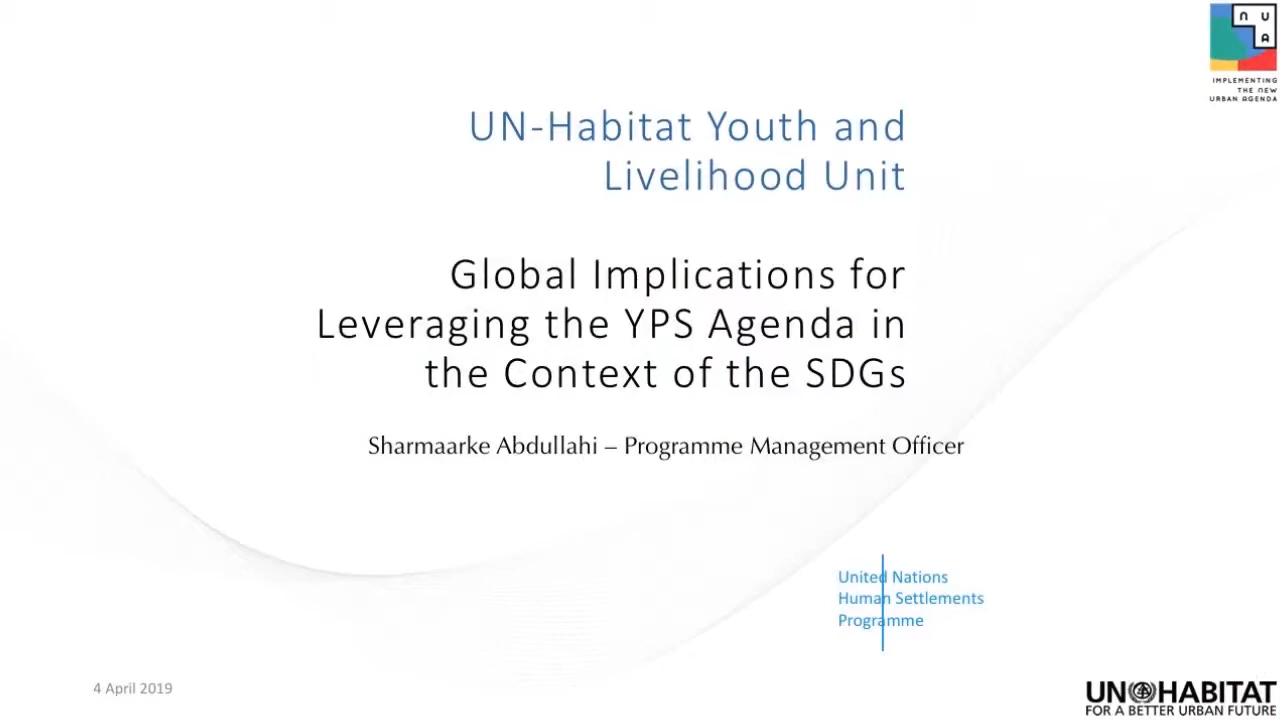 N U
A
IMPLEMENTING
THE NEW
URBAN AGENDA
UN-Habitat Youth and
Livelihood Unit
Global Implications for
Leveraging the YPS Agenda in
the Context of the SDGs
Sharmaarke Abdullahi – Programme Management Officer
United Nations
Human Settlements
Programme
4 April 2019
UN HABITAT
FOR A BETTER URBAN FUTURE